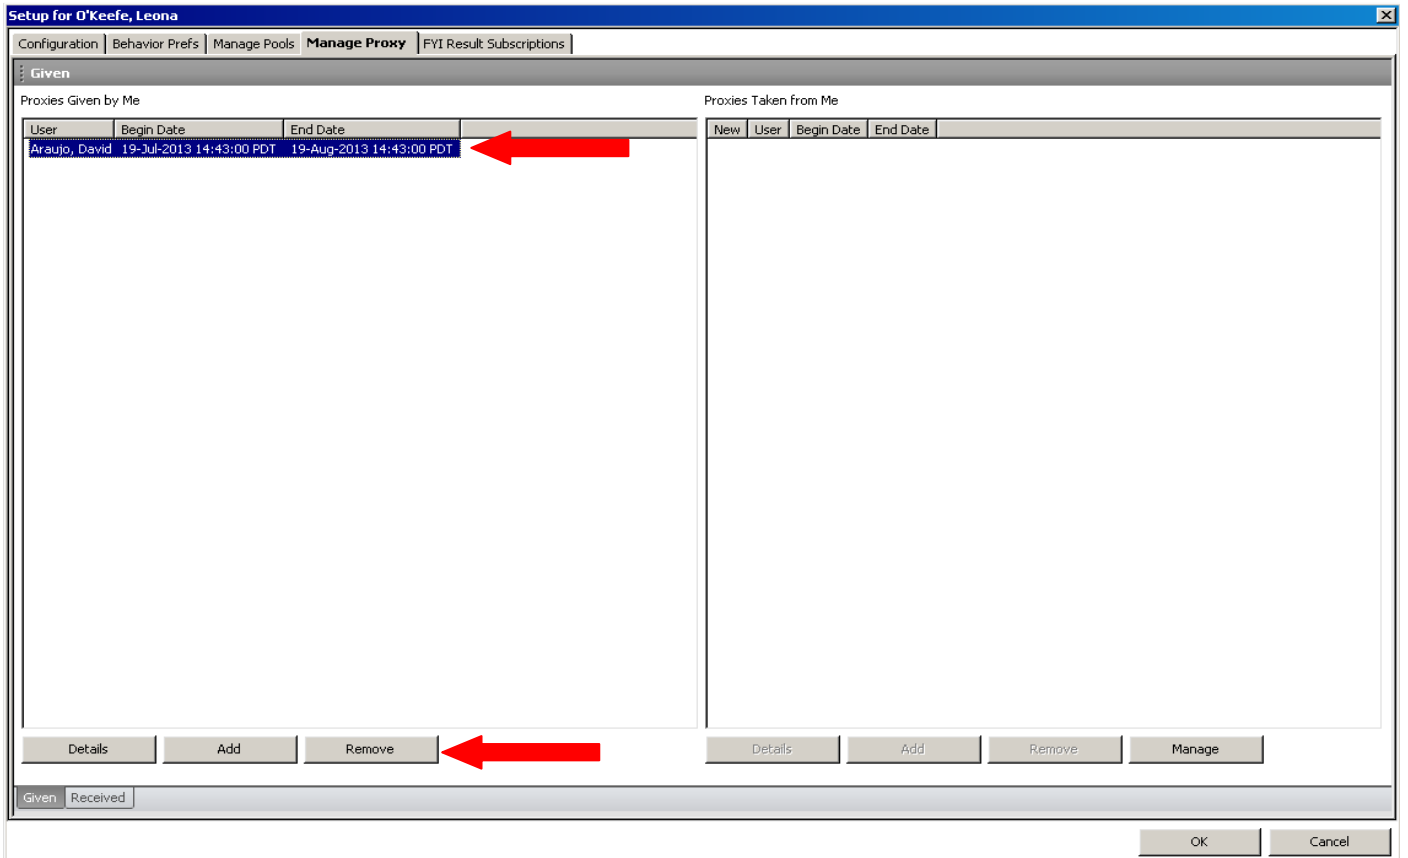 Setup for O'Keefe, Leona
Configuration Behavior Prefs Manage Pools Manage Proxy FYI Result Subscriptions
Given
Proxies Given by Me
User Begin Date End Date
Araujo, David 19-Jul-2013 14:43:00 PDT 19-Aug-2013 14:43:00 PDT
Details Add Remove
Proxies Taken from Me
New User Begin Date End Date
Details Add Remove Manage
Given Received
OK Cancel